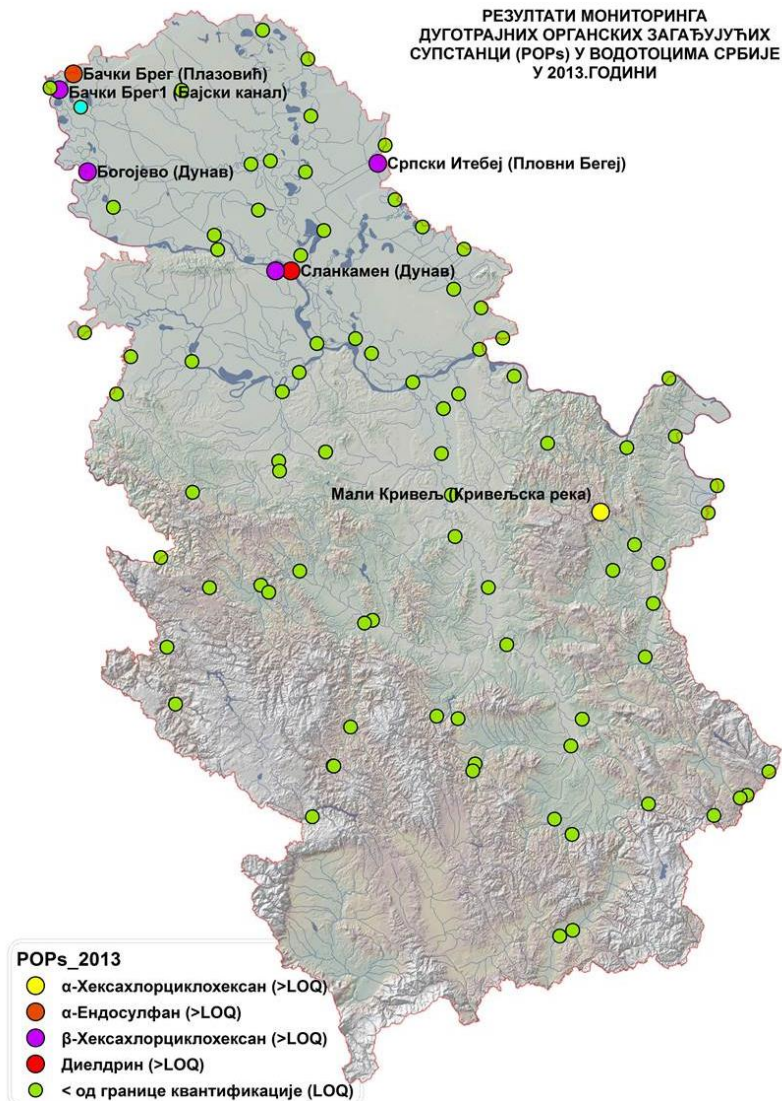 РЕЗУЛТАТИ МОНИТОРИНГА
ДУГОТРАЈНИХ ОРГАНСКИХ ЗАГАЂУЈУЋИХ
СУПСТАНЦИ (POPs) У ВОДОТОЦИМА СРБИЈЕ
У 2013.ГОДИНИ
Бачки Брег (Плазовић)
Бачки Брег1 (Бајски канал)
Српски Итебеј (Пловни Бегеј)
Богојево (Дунав)
Сланкамен (Дунав)
Мали Кривељ (Кривељска река)
POPs_2013
α-Хексахлорциклохексан (>LOQ)
α-Ендосулфан (>LOQ)
β-Хексахлорциклохексан (>LOQ)
Диелдрин (>LOQ)
< од границе квантификације (LOQ)